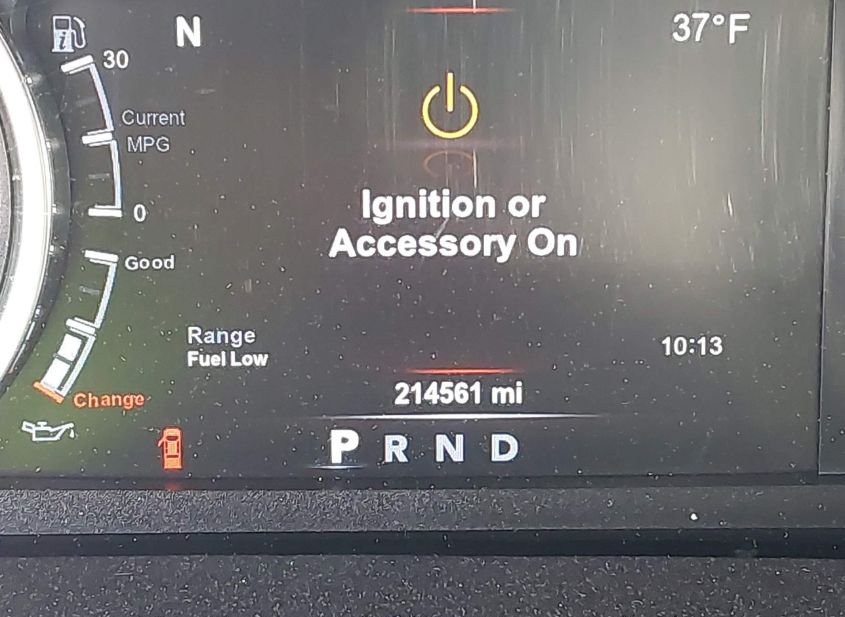 N
37°F
30
Current
MPG
0
Ignition or
Accessory On
Good
Range
Fuel Low
10:13
Change
214561 mi
P R N D